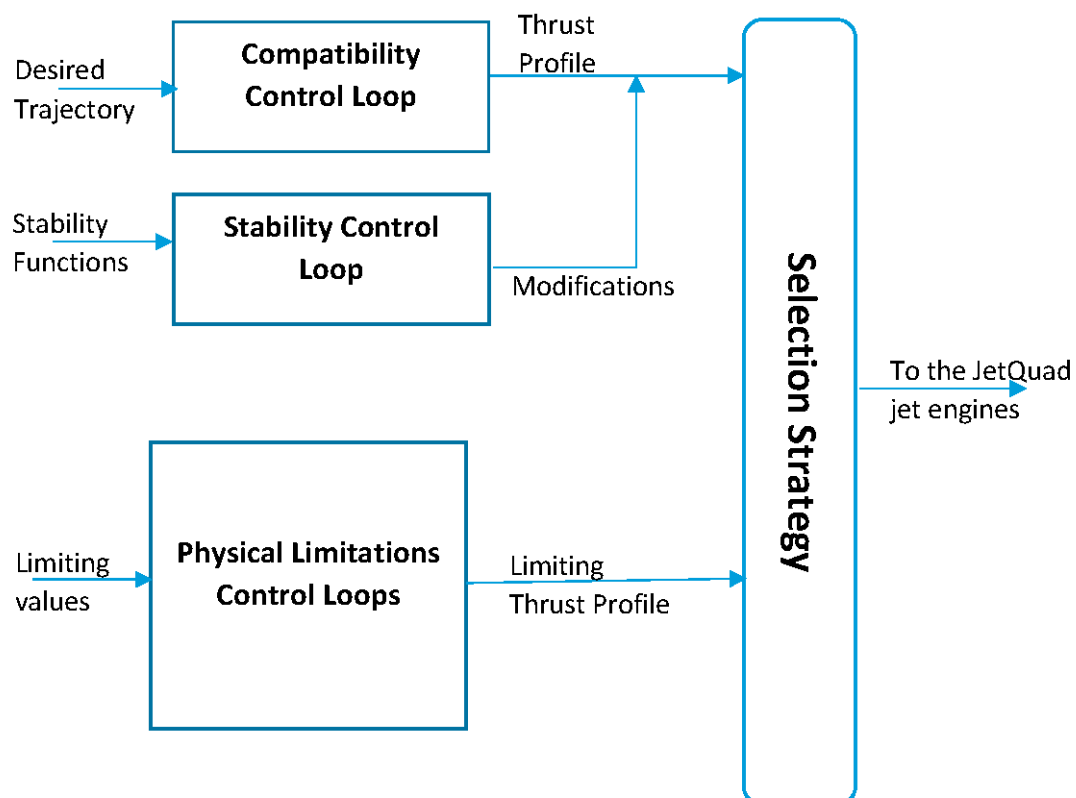 Desired
Trajectory
Compatibility
Control Loop
Thrust
Profile
Stability
Functions
Stability Control
Loop
Modifications
Limiting
values
Physical Limitations
Control Loops
Limiting
Thrust Profile
Selection Strategy
To the JetQuad
jet engines